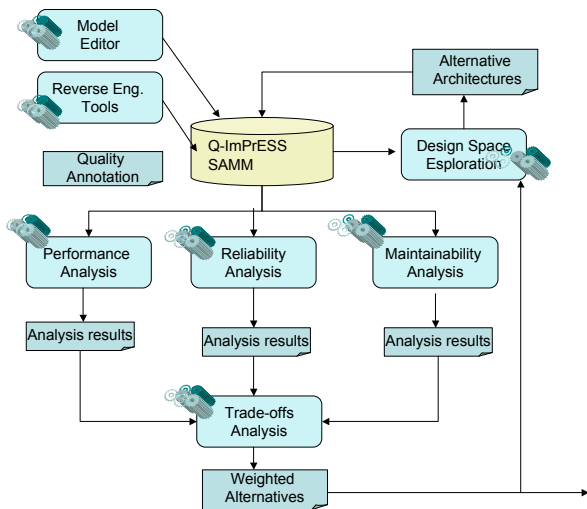 Model
Editor
Alternative
Architectures
Reverse Eng.
Tools
Q-ImPrESS
SAMM
Design Space
Esploration
Quality
Annotation
Performance
Analysis
Reliability
Analysis
Maintainability
Analysis
Analysis results
Analysis results
Analysis results
Trade-offs
Analysis
Weighted
Alternatives